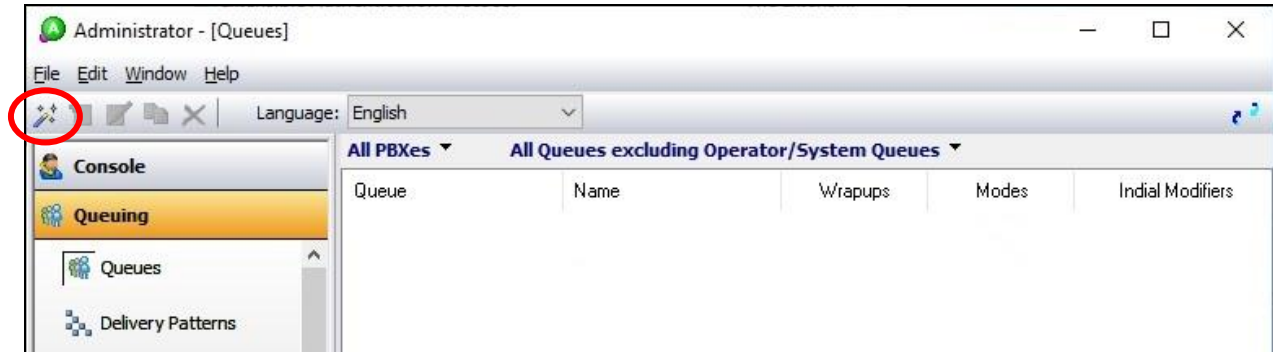 Administrator - [Queues]
File Edit Window Help
Language: English
Console
Queuing
Queues
Delivery Patterns
All PBXes All Queues excluding Operator/System Queues
Queue Name Wrapups Modes Indial Modifiers